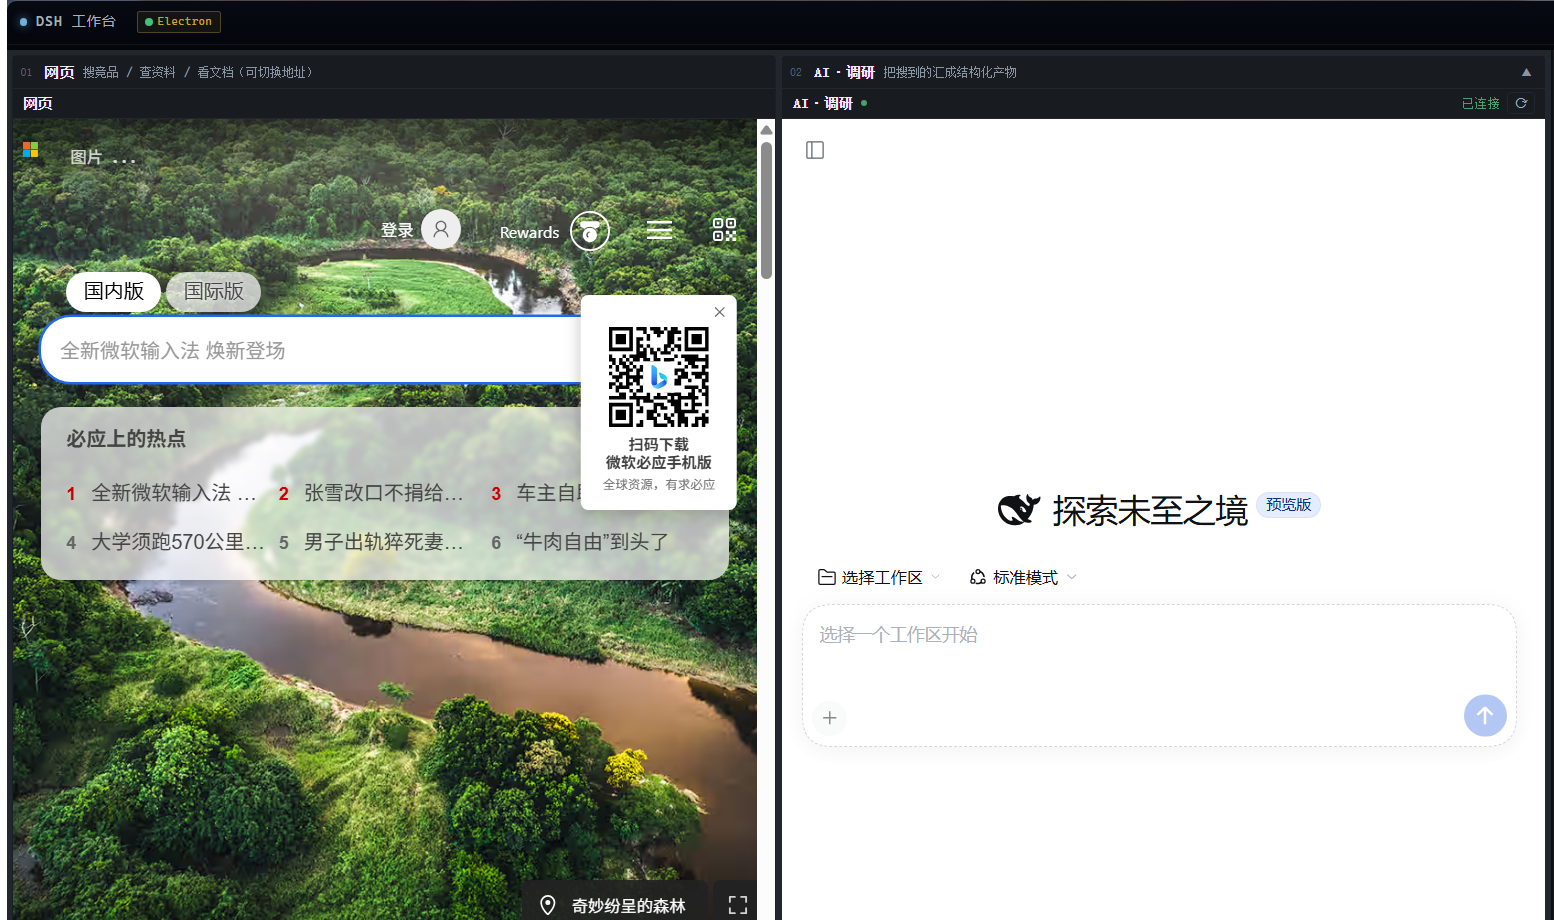 DSH 工作台
Electron
01 网页 搜竞品 / 查资料 / 看文档（可切换地址）
网页
图片 ...
登录
Rewards
国内版
国际版
全新微软输入法 焕新登场
扫码下载
微软必应手机版
全球资源，有求必应
必应上的热点
1 全新微软输入法 ...
2 张雪改口不捐给...
3 车主自
4 大学须跑570公里...
5 男子出轨猝死妻...
6 “牛肉自由”到头了
奇妙纷呈的森林
02 AI · 调研 把搜到的汇成结构化产物
AI · 调研
已连接
探索未至之境
预览版
选择工作区
标准模式
选择一个工作区开始